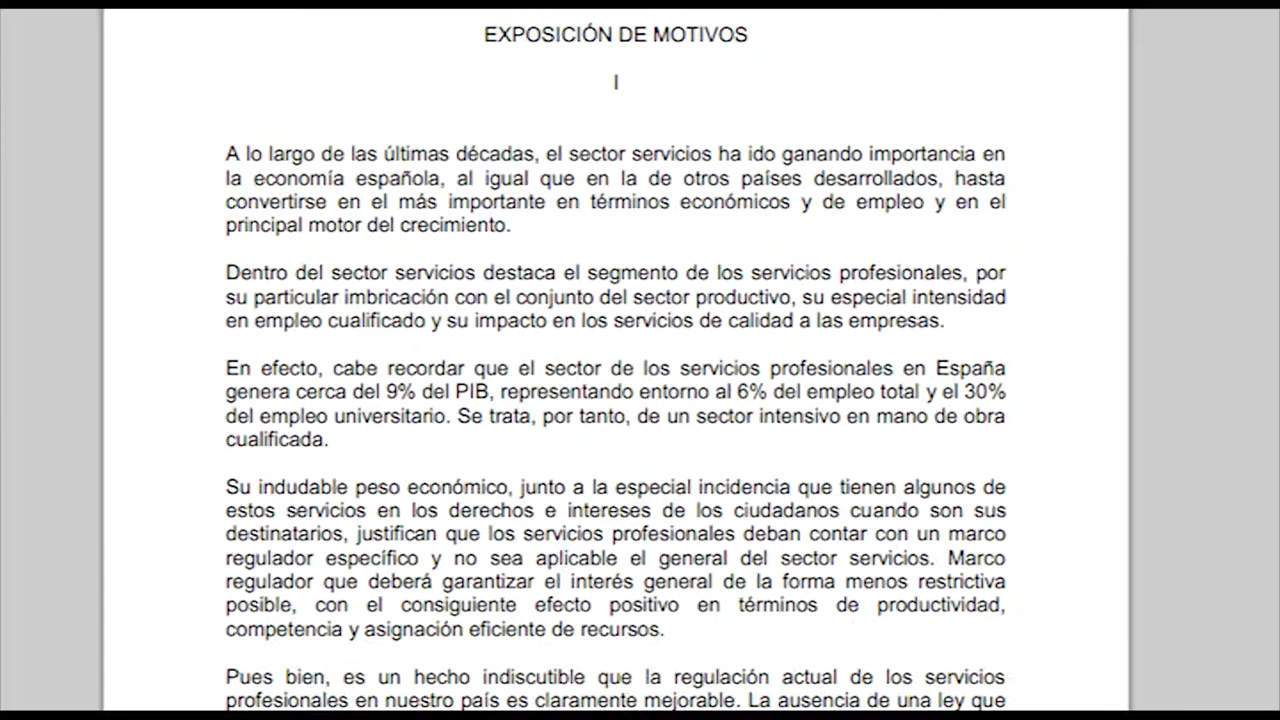 EXPOSICIÓN DE MOTIVOS
I
A lo largo de las últimas décadas, el sector servicios ha ido ganando importancia en
la economía española, al igual que en la de otros países desarrollados, hasta
convertirse en el más importante en términos económicos y de empleo y en el
principal motor del crecimiento.
Dentro del sector servicios destaca el segmento de los servicios profesionales, por
su particular imbricación con el conjunto del sector productivo, su especial intensidad
en empleo cualificado y su impacto en los servicios de calidad a las empresas.
En efecto, cabe recordar que el sector de los servicios profesionales en España
genera cerca del 9% del PIB, representando entorno al 6% del empleo total y el 30%
del empleo universitario. Se trata, por tanto, de un sector intensivo en mano de obra
cualificada.
Su indudable peso económico, junto a la especial incidencia que tienen algunos de
estos servicios en los derechos e intereses de los ciudadanos cuando son sus
destinatarios, justifican que los servicios profesionales deban contar con un marco
regulador específico y no sea aplicable el general del sector servicios. Marco
regulador que deberá garantizar el interés general de la forma menos restrictiva
posible, con el consiguiente efecto positivo en términos de productividad,
competencia y asignación eficiente de recursos.
Pues bien, es un hecho indiscutible que la regulación actual de los servicios
profesionales en nuestro país es claramente mejorable. La ausencia de una ley que